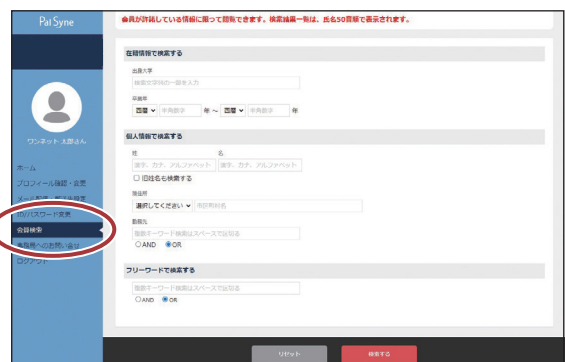 Pal Syne
会員が許諾している情報に限って閲覧できます。検索結果一覧は、氏名50音順で表示されます。
在籍情報で検索する
出身大学
検索文字列の一部を入力
卒業年
西暦 半角数字 年 ～ 西暦 半角数字 年
ワンネット 太郎さん
個人情報で検索する
姓 名
漢字、カナ、アルファベット 漢字、カナ、アルファベット
旧姓名も検索する
ホーム
プロフィール確認・変更
ID/パスワード変更
会員検索
事務局へのお問い合せ
ログアウト
現住所
選択してください 市区町村名
勤務先
複数キーワード検索はスペースで区切る
AND OR
フリーワードで検索する
複数キーワード検索はスペースで区切る
AND OR
リセット 検索する